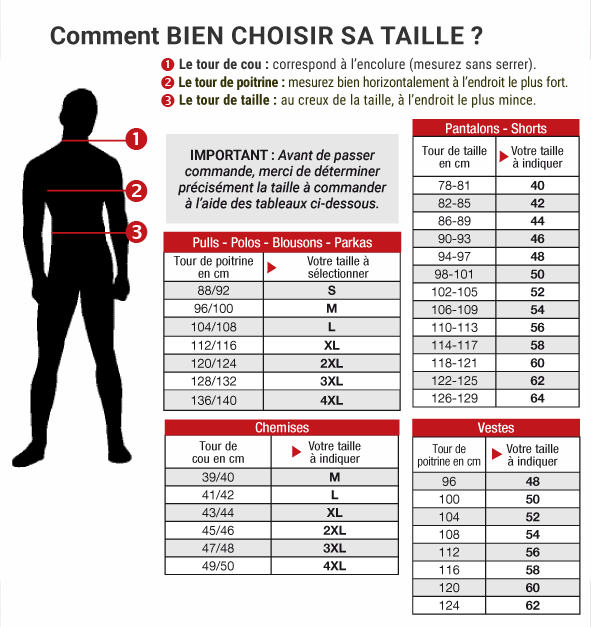 Comment BIEN CHOISIR SA TAILLE ?
1 Le tour de cou : correspond à l'encolure (mesurez sans serrer).
2 Le tour de poitrine : mesurez bien horizontalement à l'endroit le plus fort.
3 Le tour de taille : au creux de la taille, à l'endroit le plus mince.
1
2
3
IMPORTANT : Avant de passer
commande, merci de déterminer
précisément la taille à commander
à l'aide des tableaux ci-dessous.
Pulls - Polos - Blousons - Parkas
Tour de poitrine Votre taille à
en cm sélectionner
88/92 S
96/100 M
104/108 L
112/116 XL
120/124 2XL
128/132 3XL
136/140 4XL
Pantalons - Shorts
Tour de taille Votre taille
en cm à indiquer
78-81 40
82-85 42
86-89 44
90-93 46
94-97 48
98-101 50
102-105 52
106-109 54
110-113 56
114-117 58
118-121 60
122-125 62
126-129 64
Chemises
Tour de Votre taille
cou en cm à indiquer
39/40 M
41/42 L
43/44 XL
45/46 2XL
47/48 3XL
49/50 4XL
Vestes
Tour de Votre taille
poitrine en cm à indiquer
96 48
100 50
104 52
108 54
112 56
116 58
120 60
124 62